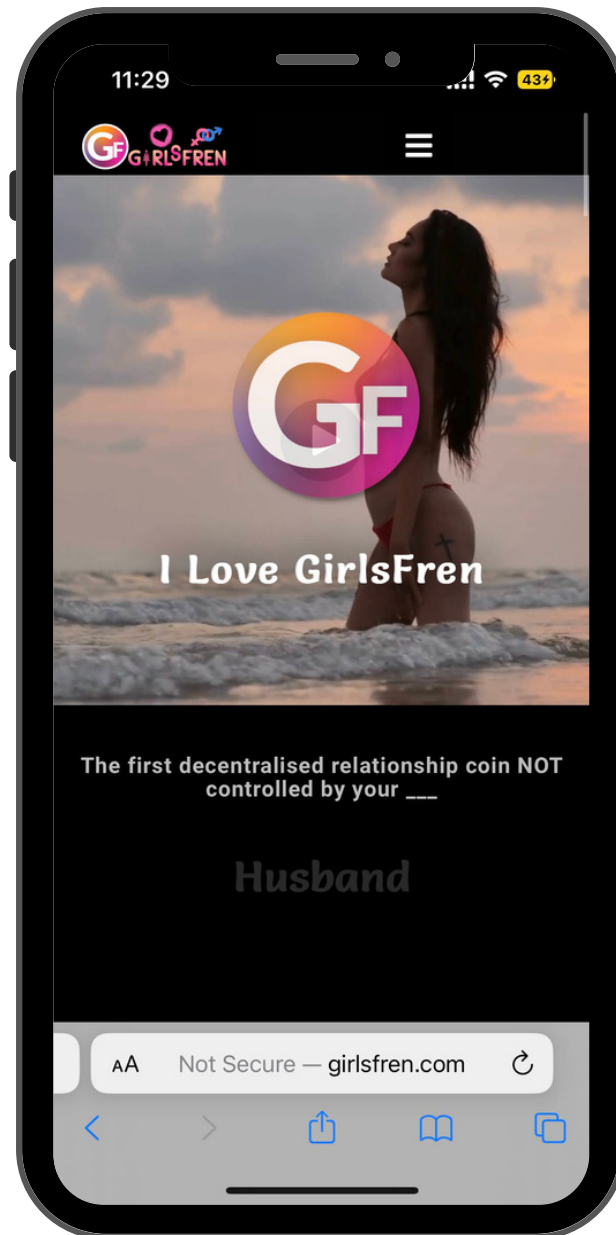 11:29
43
GF GIRLSFREN
GF
I Love GirlsFren
The first decentralised relationship coin NOT
controlled by your ___
Husband
AA Not Secure — girlsfren.com